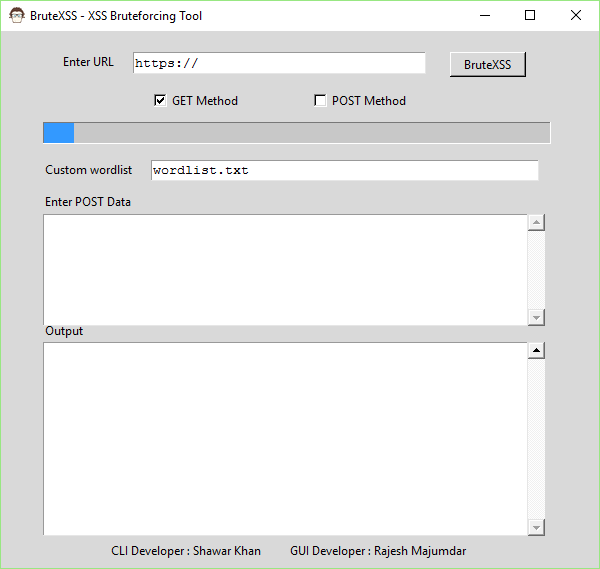 BruteXSS - XSS Bruteforcing Tool
Enter URL https:// BruteXSS
GET Method POST Method
Custom wordlist wordlist.txt
Enter POST Data
Output
CLI Developer : Shawar Khan GUI Developer : Rajesh Majumdar